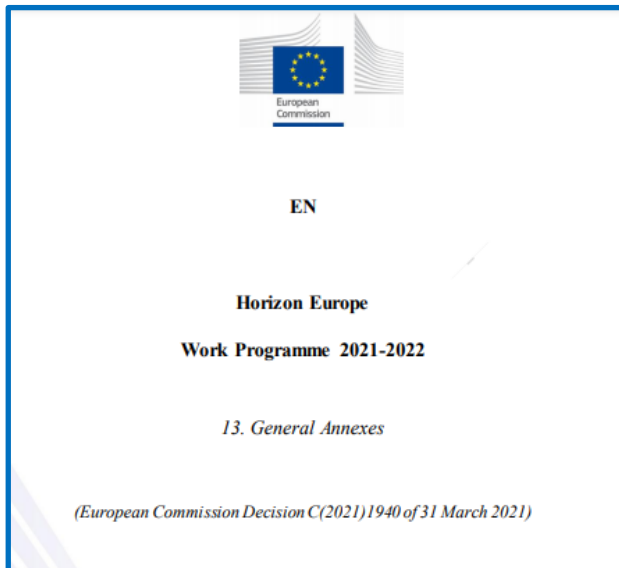 European
Commission
EN
Horizon Europe
Work Programme 2021-2022
13. General Annexes
(European Commission Decision C(2021)1940 of 31 March 2021)